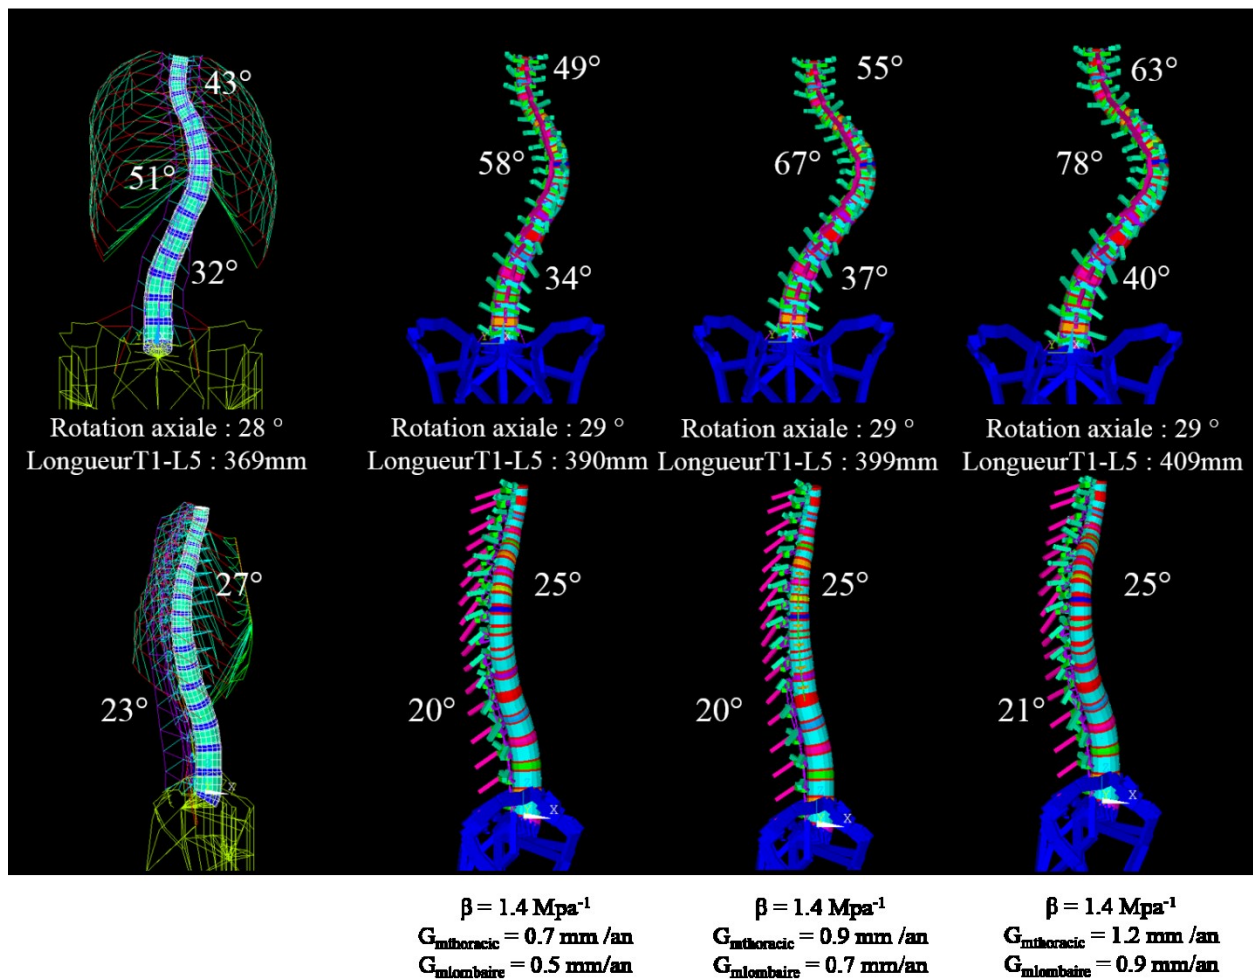 43° 49° 55° 63°
51° 58° 67° 78°
32° 34° 37° 40°
Rotation axiale : 28 ° Rotation axiale : 29 ° Rotation axiale : 29 ° Rotation axiale : 29 °
LongueurT1-L5 : 369mm LongueurT1-L5 : 390mm LongueurT1-L5 : 399mm LongueurT1-L5 : 409mm
27° 25° 25° 25°
23° 20° 20° 21°
X X X X
β = 1.4 Mpa⁻¹ β = 1.4 Mpa⁻¹ β = 1.4 Mpa⁻¹
Gmthoracic = 0.7 mm /an Gmthoracic = 0.9 mm /an Gmthoracic = 1.2 mm /an
Gmlombaire = 0.5 mm/an Gmlombaire = 0.7 mm/an Gmlombaire = 0.9 mm/an